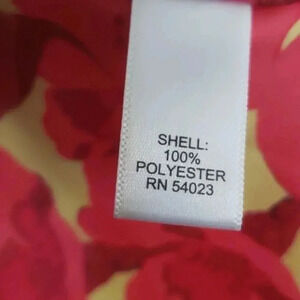 SHELL:
100%
POLYESTER
RN 54023